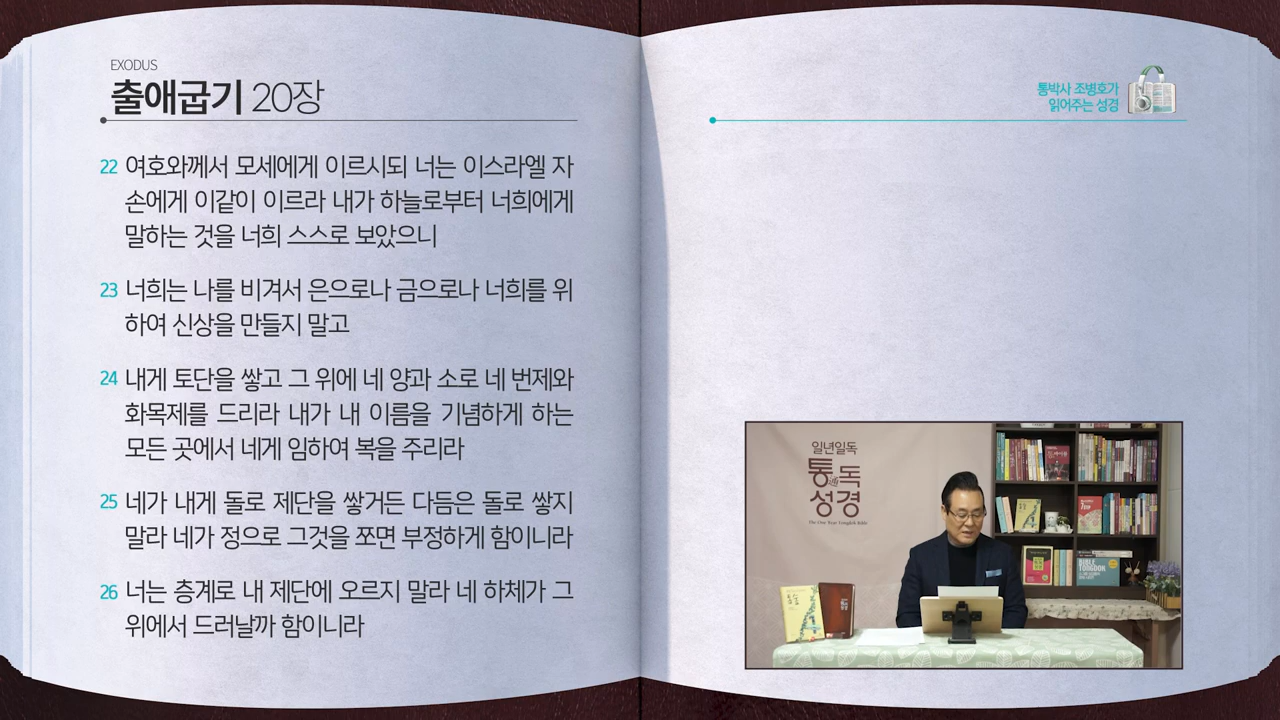 EXODUS
출애굽기 20장
22 여호와께서 모세에게 이르시되 너는 이스라엘 자
손에게 이같이 이르라 내가 하늘로부터 너희에게
말하는 것을 너희 스스로 보았으니
23 너희는 나를 비겨서 은으로나 금으로나 너희를 위
하여 신상을 만들지 말고
24 내게 토단을 쌓고 그 위에 네 양과 소로 네 번제와
화목제를 드리라 내가 내 이름을 기념하게 하는
모든 곳에서 네게 임하여 복을 주리라
25 네가 내게 돌로 제단을 쌓거든 다듬은 돌로 쌓지
말라 네가 정으로 그것을 쪼면 부정하게 함이니라
26 너는 층계로 내 제단에 오르지 말라 네 하체가 그
위에서 드러날까 함이니라
통박사 조병호가
읽어주는 성경
일년일독
통通독
성경
The One Year Tongdok Bible
BIBLE
TONGDOK